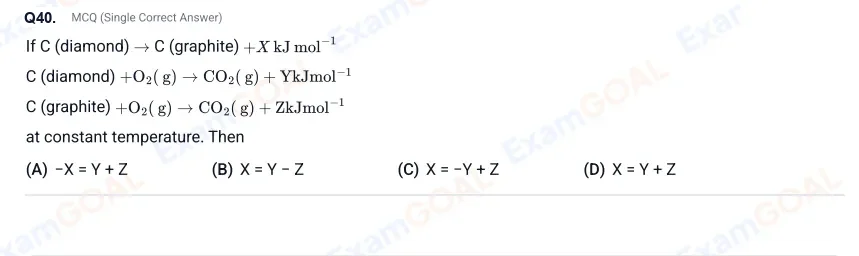 Q40. MCQ (Single Correct Answer)
If C (diamond) → C (graphite) +X kJ mol⁻¹
C (diamond) +O₂( g) → CO₂( g) + YkJmol⁻¹
C (graphite) +O₂( g) → CO₂( g) + ZkJmol⁻¹
at constant temperature. Then
(A) −X = Y + Z (B) X = Y − Z (C) X = −Y + Z (D) X = Y + Z
ExamGOAL